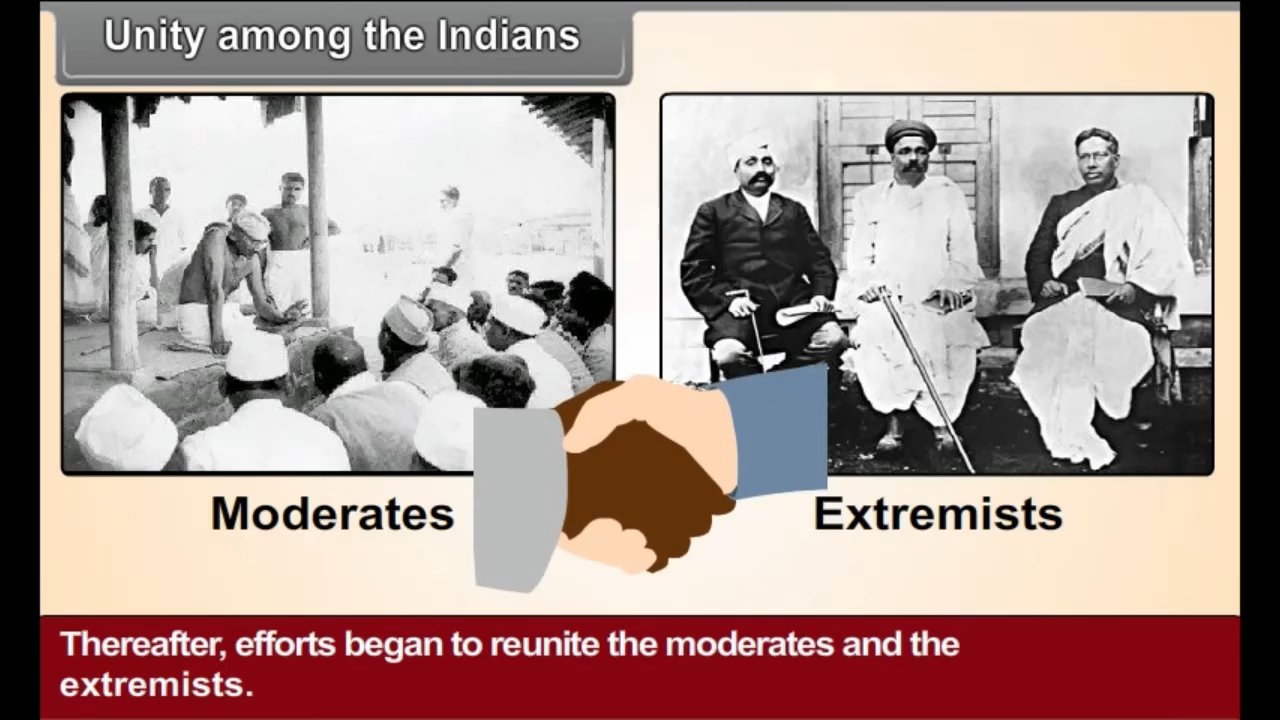 Unity among the Indians
Moderates
Extremists
Thereafter, efforts began to reunite the moderates and the
extremists.